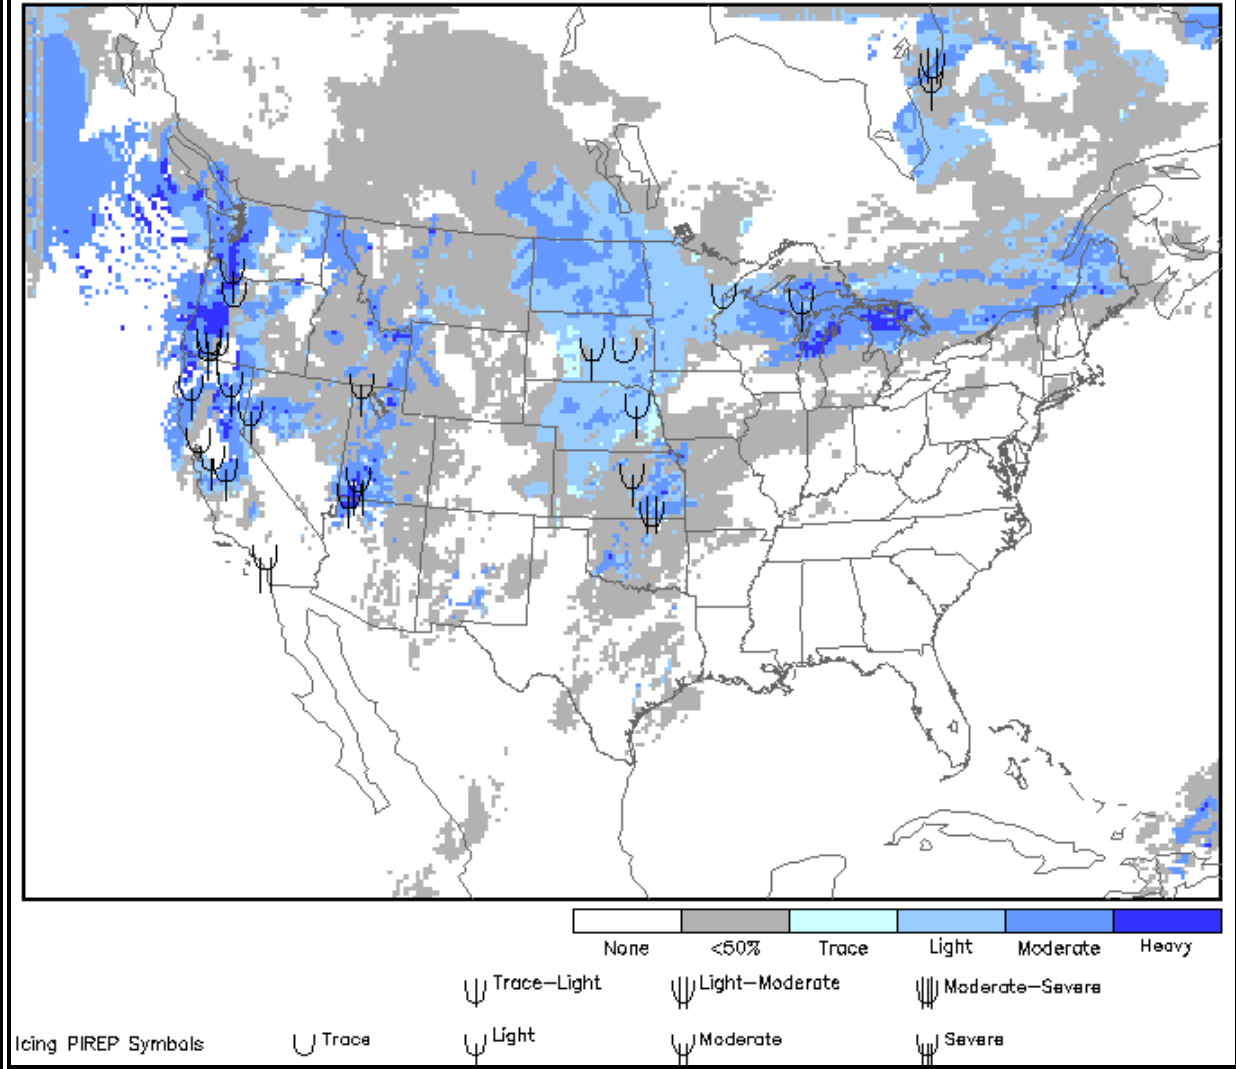 None <50% Trace Light Moderate Heavy
Trace-Light Light-Moderate Moderate-Severe
Icing PIREP Symbols Trace Light Moderate Severe